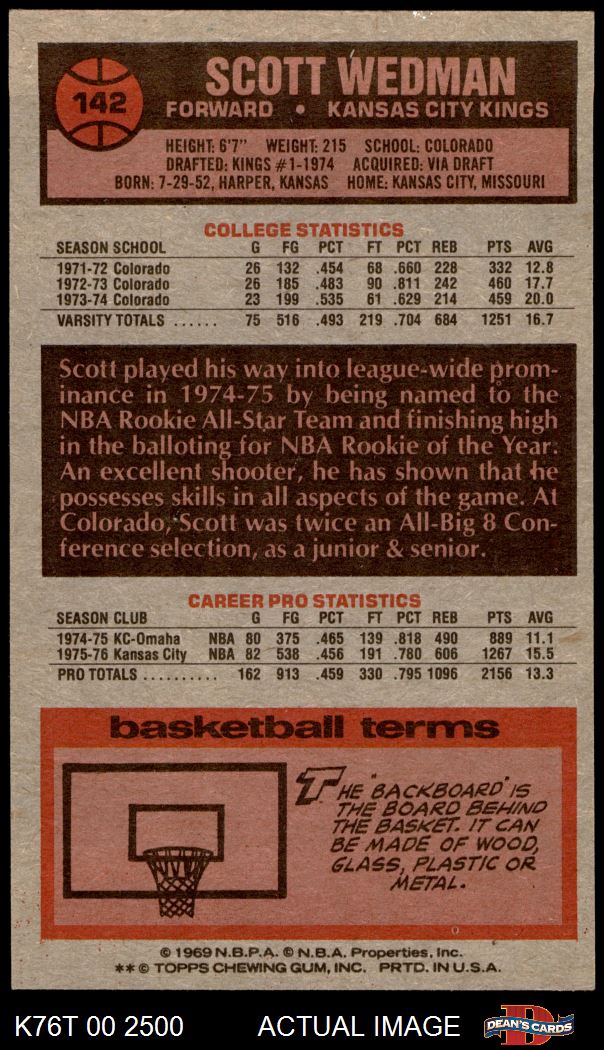 142
SCOTT WEDMAN
FORWARD • KANSAS CITY KINGS
HEIGHT: 6'7" WEIGHT: 215 SCHOOL: COLORADO
DRAFTED: KINGS #1-1974 ACQUIRED: VIA DRAFT
BORN: 7-29-52, HARPER, KANSAS HOME: KANSAS CITY, MISSOURI
COLLEGE STATISTICS
SEASON SCHOOL G FG PCT FT PCT REB PTS AVG
1971-72 Colorado 26 132 .454 68 .660 228 332 12.8
1972-73 Colorado 26 185 .483 90 .811 242 460 17.7
1973-74 Colorado 23 199 .535 61 .629 214 459 20.0
VARSITY TOTALS ...... 75 516 .493 219 .704 684 1251 16.7
Scott played his way into league-wide prom-
inance in 1974-75 by being named to the
NBA Rookie All-Star Team and finishing high
in the balloting for NBA Rookie of the Year.
An excellent shooter, he has shown that he
possesses skills in all aspects of the game. At
Colorado, Scott was twice an All-Big 8 Con-
ference selection, as a junior & senior.
CAREER PRO STATISTICS
SEASON CLUB G FG PCT FT PCT REB PTS AVG
1974-75 KC-Omaha NBA 80 375 .465 139 .818 490 889 11.1
1975-76 Kansas City NBA 82 538 .456 191 .780 606 1267 15.5
PRO TOTALS .......... 162 913 .459 330 .795 1096 2156 13.3
basketball terms
THE "BACKBOARD" IS
THE BOARD BEHIND
THE BASKET. IT CAN
BE MADE OF WOOD,
GLASS, PLASTIC OR
METAL.
© 1969 N.B.P.A. © N.B.A. Properties, Inc.
**© TOPPS CHEWING GUM, INC. PRTD. IN U.S.A.
K76T 00 2500 ACTUAL IMAGE
D
DEAN'S CARDS